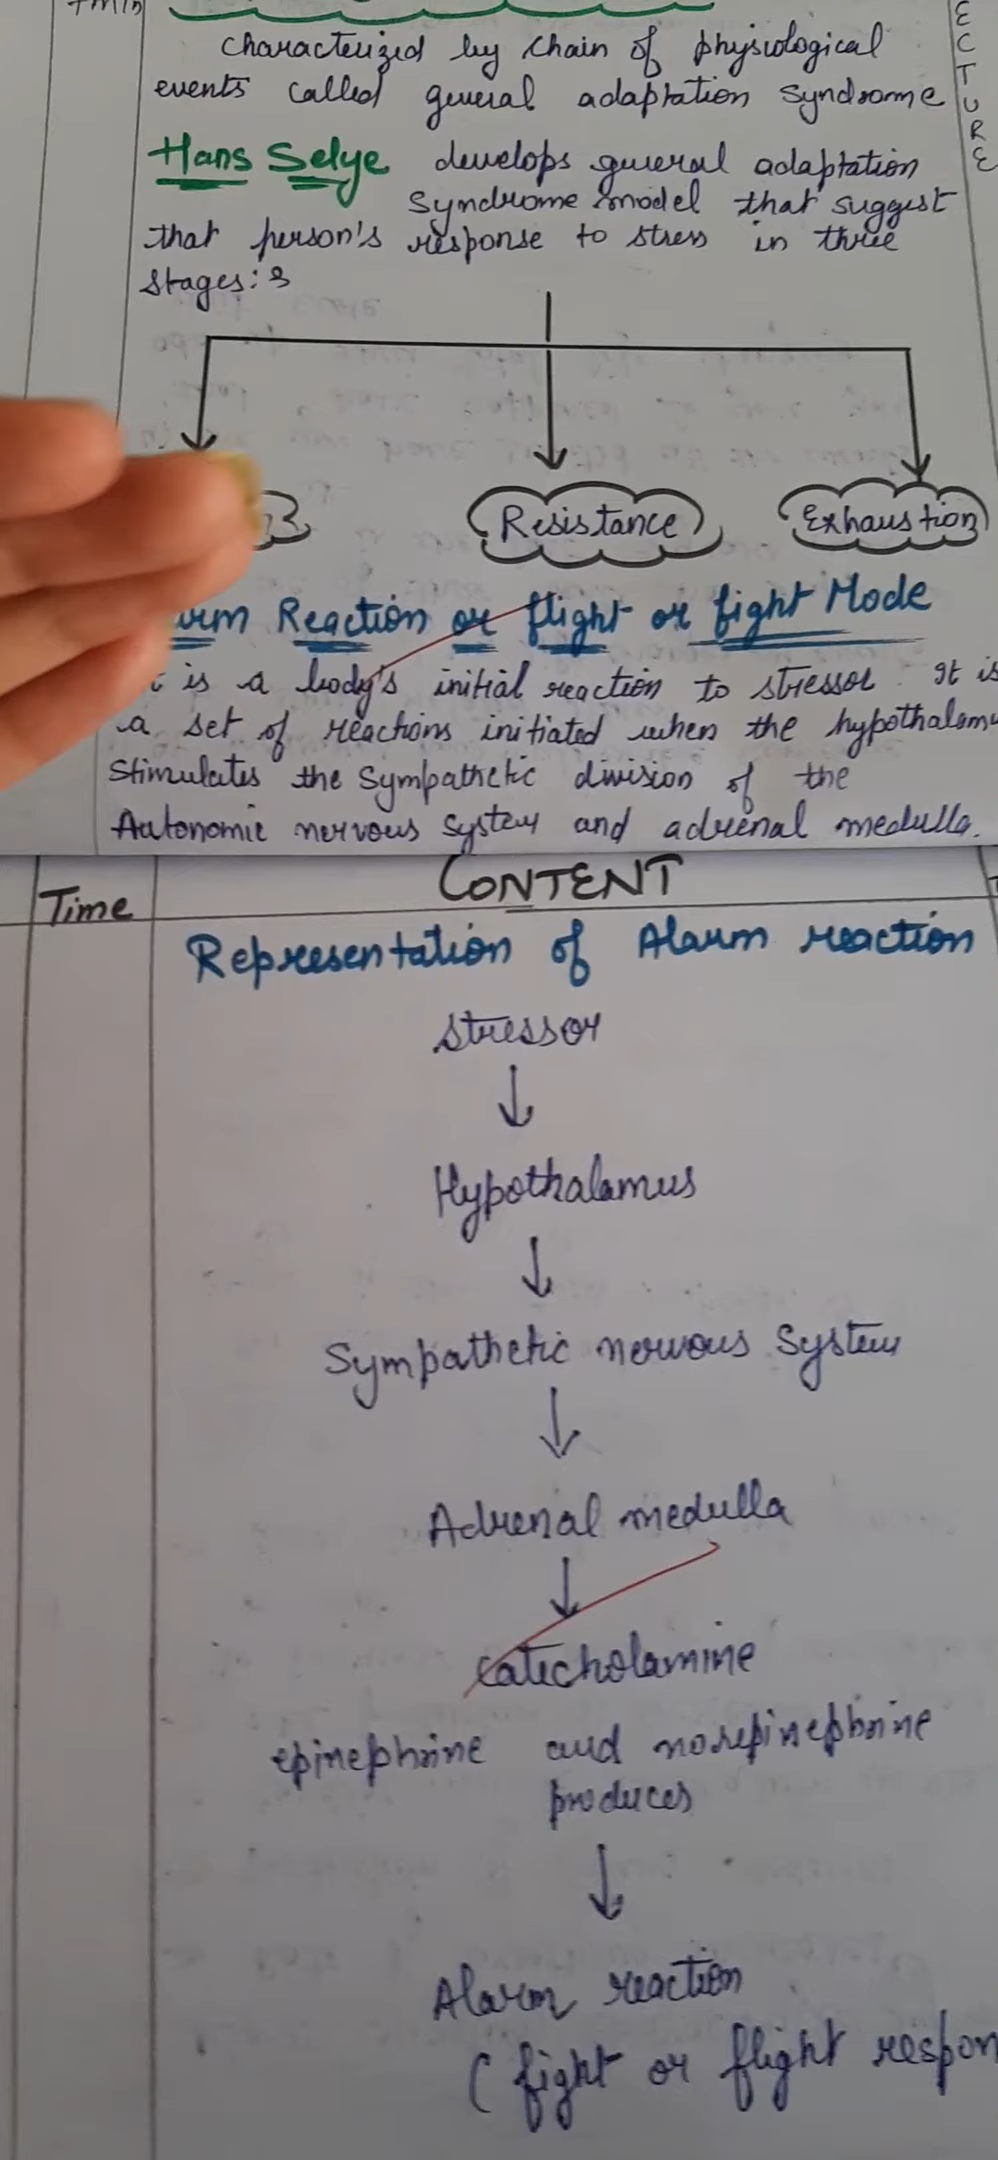 characterized by chain of physiological
events called general adaptation syndrome
Hans Selye develops general adaptation
syndrome model that suggest
that person's response to stress in three
stages:
Resistance
Exhaustion
Reaction or flight or fight Mode
is a body's initial reaction to stressor. It is
a set of reactions initiated when the hypothalamu
Stimulates the Sympathetic division of the
Autonomic nervous system and adrenal medulla.
ECTURE
Time
CONTENT
Representation of Alarm reaction
Stressor
↓
Hypothalamus
↓
Sympathetic nervous System
↓
Adrenal medulla
↓
Catecholamine
epinephrine and norepinephrine
produces
↓
Alarm reaction
( fight or flight respon